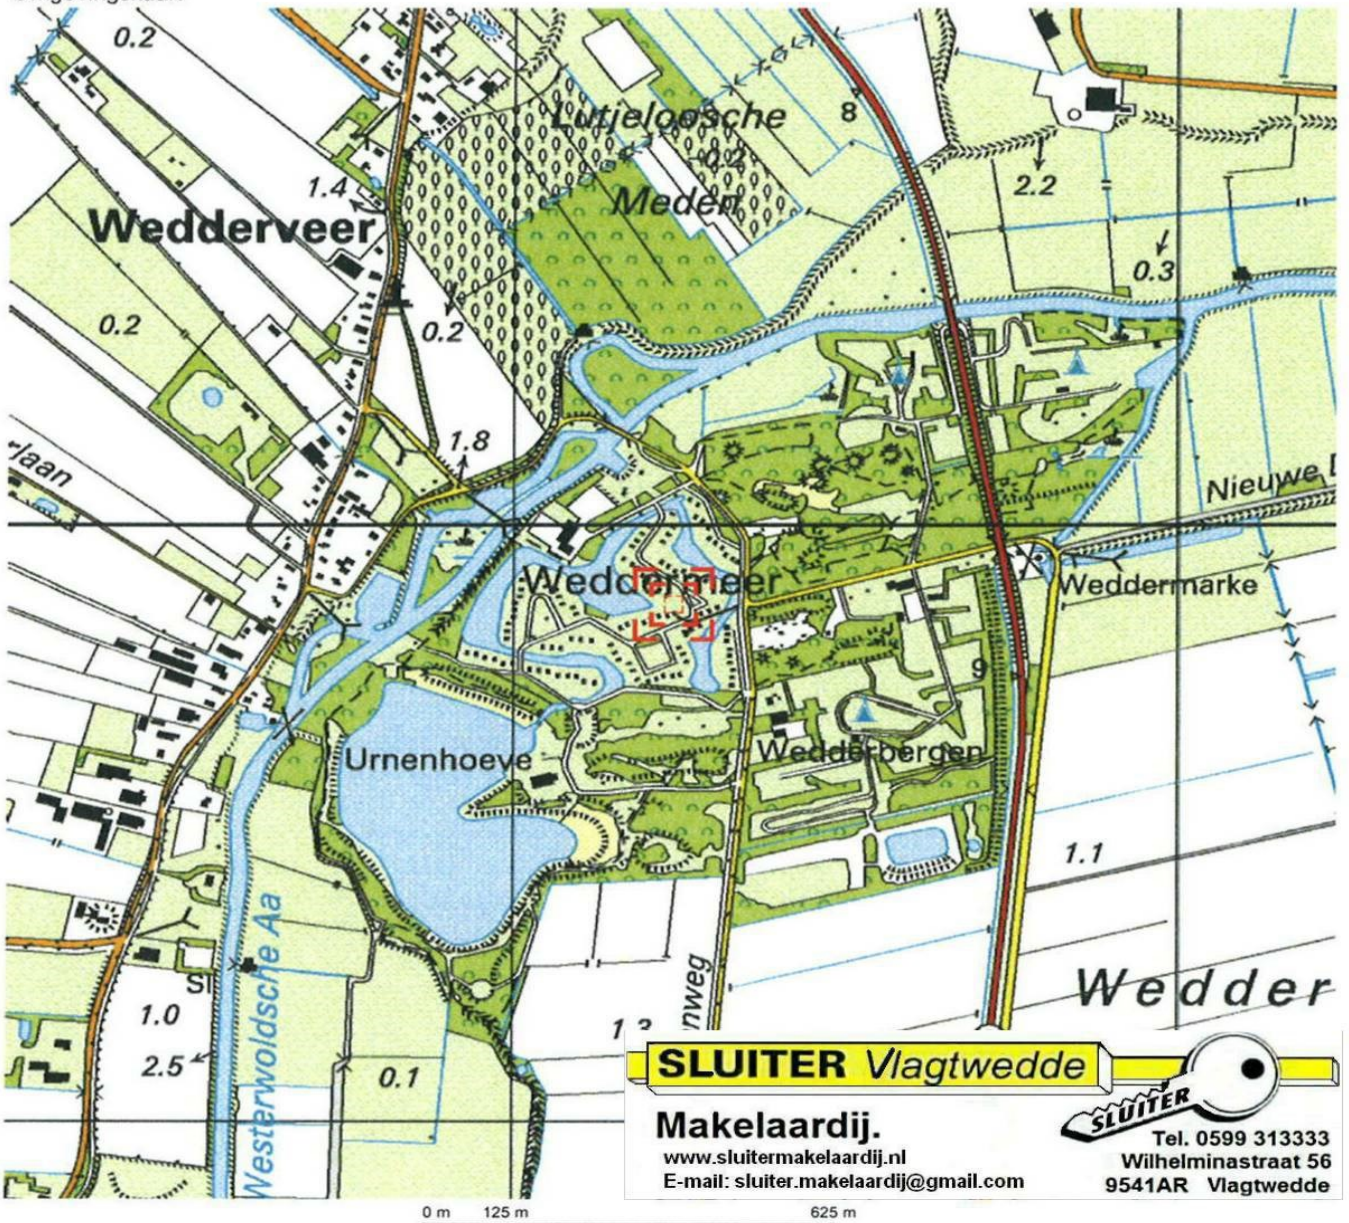 0.2
Lutjeloosche
8
0.2
Meden
1.4
2.2
Wedderveer
0.3
0.2
0.2
1.8
Nieuwe
Weddermeer
Weddermarke
9
Urnenhoeve
Wedderbergen
1.1
Westerwoldsche Aa
Wedder
Sl
1.0
2.5
0.1
nweg
SLUITER Vlagtwedde
SLUITER
Makelaardij.
www.sluitermakelaardij.nl
E-mail: sluiter.makelaardij@gmail.com
Tel. 0599 313333
Wilhelminastraat 56
9541AR Vlagtwedde
0 m 125 m 625 m